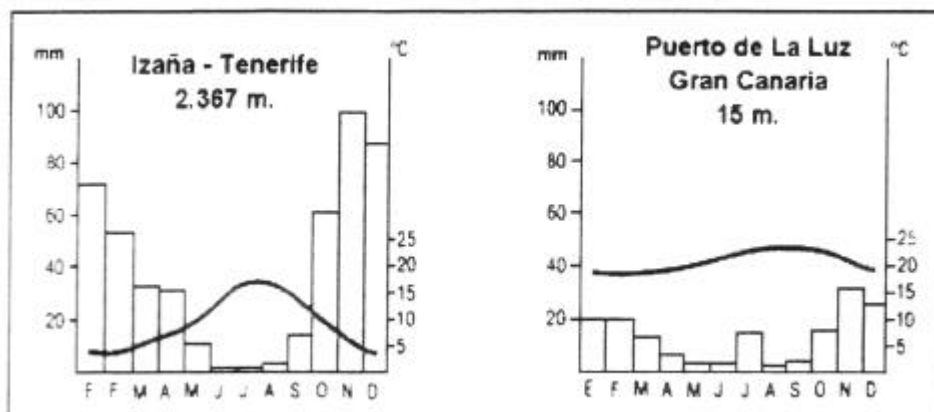 mm
Izaña - Tenerife
2.367 m.
°C
100
80
60
40
20
25
20
15
10
5
F F M A M J J A S O N D
mm
Puerto de La Luz
Gran Canaria
15 m.
°C
100
80
60
40
20
25
20
15
10
5
E F M A M J J A S O N D